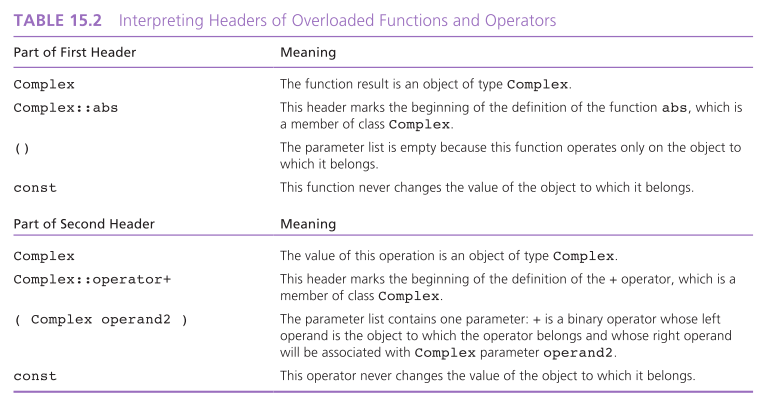 TABLE 15.2 Interpreting Headers of Overloaded Functions and Operators
Part of First Header Meaning
Complex The function result is an object of type Complex.
Complex::abs This header marks the beginning of the definition of the function abs, which is
a member of class Complex.
() The parameter list is empty because this function operates only on the object to
which it belongs.
const This function never changes the value of the object to which it belongs.
Part of Second Header Meaning
Complex The value of this operation is an object of type Complex.
Complex::operator+ This header marks the beginning of the definition of the + operator, which is a
member of class Complex.
( Complex operand2 ) The parameter list contains one parameter: + is a binary operator whose left
operand is the object to which the operator belongs and whose right operand
will be associated with Complex parameter operand2.
const This operator never changes the value of the object to which it belongs.